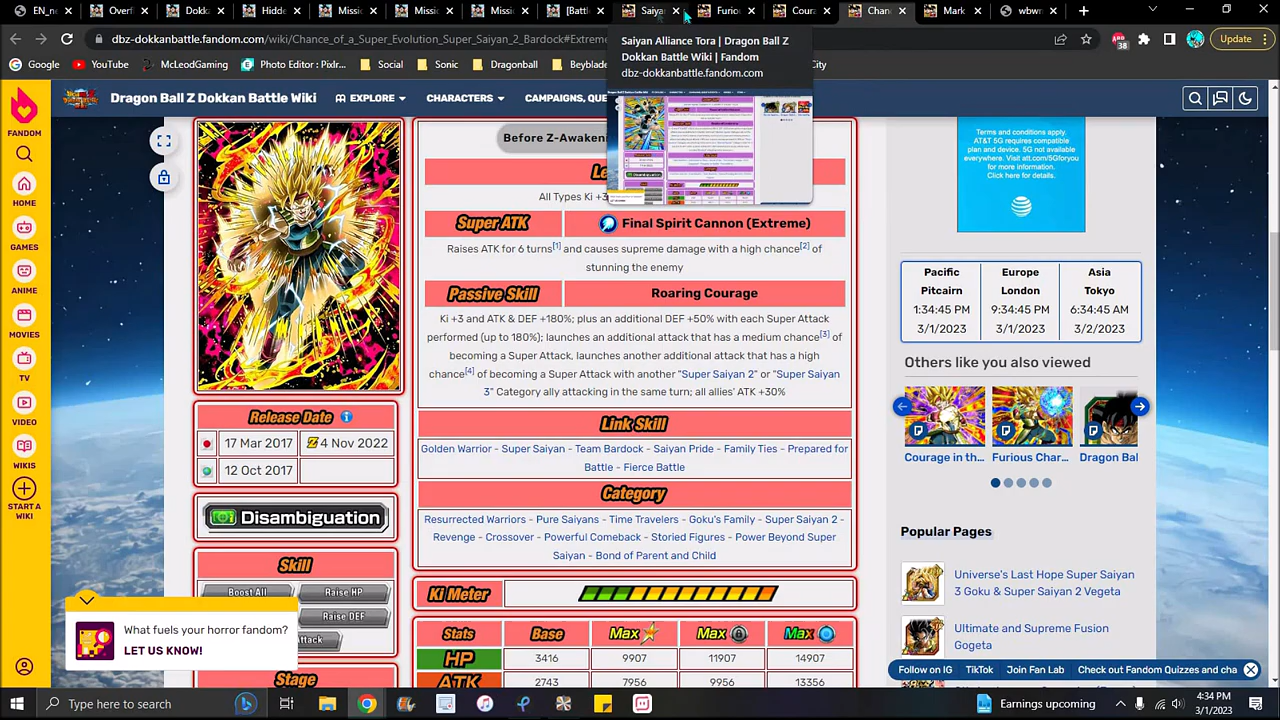 EN_ne
Dokk
Hidde
Missic
Missic
Missic
Missic
[Battl
Saiya
Furio
Coura
Chan
Mark
wbwn
dbz-dokkanbattle.fandom.com/wiki/Chance_of_a_Super_Evolution_Super_Saiyan_2_Bardock#Extreme
38
Update
Google
YouTube
McLeodGaming
Social
Sonic
Dragonball
Saiyan Alliance Tora | Dragon Ball Z
Dokkan Battle Wiki | Fandom
dbz-dokkanbattle.fandom.com
FANDOM
HOME
GAMES
ANIME
MOVIES
TV
VIDEO
WIKIS
START A
WIKI
Dragon Ball Z Dokkan Battle Wiki
EXPLORE
Before Z-Awaken
All Types Ki +3
Super ATK
Final Spirit Cannon (Extreme)
Raises ATK for 6 turns[1] and causes supreme damage with a high chance[2] of
stunning the enemy
Passive Skill
Roaring Courage
Ki +3 and ATK & DEF +180%; plus an additional DEF +50% with each Super Attack
performed (up to 180%); launches an additional attack that has a medium chance[3] of
becoming a Super Attack, launches another additional attack that has a high
chance[4] of becoming a Super Attack with another "Super Saiyan 2" or "Super Saiyan
3" Category ally attacking in the same turn; all allies' ATK +30%
Link Skill
Golden Warrior - Super Saiyan - Team Bardock - Saiyan Pride - Family Ties - Prepared for
Battle - Fierce Battle
Category
Resurrected Warriors - Pure Saiyans - Time Travelers - Goku's Family - Super Saiyan 2 -
Revenge - Crossover - Powerful Comeback - Storied Figures - Power Beyond Super
Saiyan - Bond of Parent and Child
Ki Meter
Stats
Base
Max
Max
Max
HP
3416
9907
11907
14907
ATK
2743
7956
9956
13356
Release Date
17 Mar 2017
4 Nov 2022
12 Oct 2017
Disambiguation
Skill
Boost All
Raise HP
Raise DEF
Stage
What fuels your horror fandom?
LET US KNOW!
Terms and conditions apply.
AT&T 5G requires compatible
plan and device. 5G not available
everywhere. Visit att.com/5Gforyou
for more information.
Click here for details.
Pacific
Pitcairn
1:34:45 PM
3/1/2023
Europe
London
9:34:45 PM
3/1/2023
Asia
Tokyo
6:34:45 AM
3/2/2023
Others like you also viewed
Courage in th...
Furious Char...
Dragon Bal
Popular Pages
Universe's Last Hope Super Saiyan
3 Goku & Super Saiyan 2 Vegeta
Ultimate and Supreme Fusion
Gogeta
Follow on IG
TikTok
Join Fan Lab
Check out Fandom Quizzes and cha
Type here to search
Earnings upcoming
4:34 PM
3/1/2023